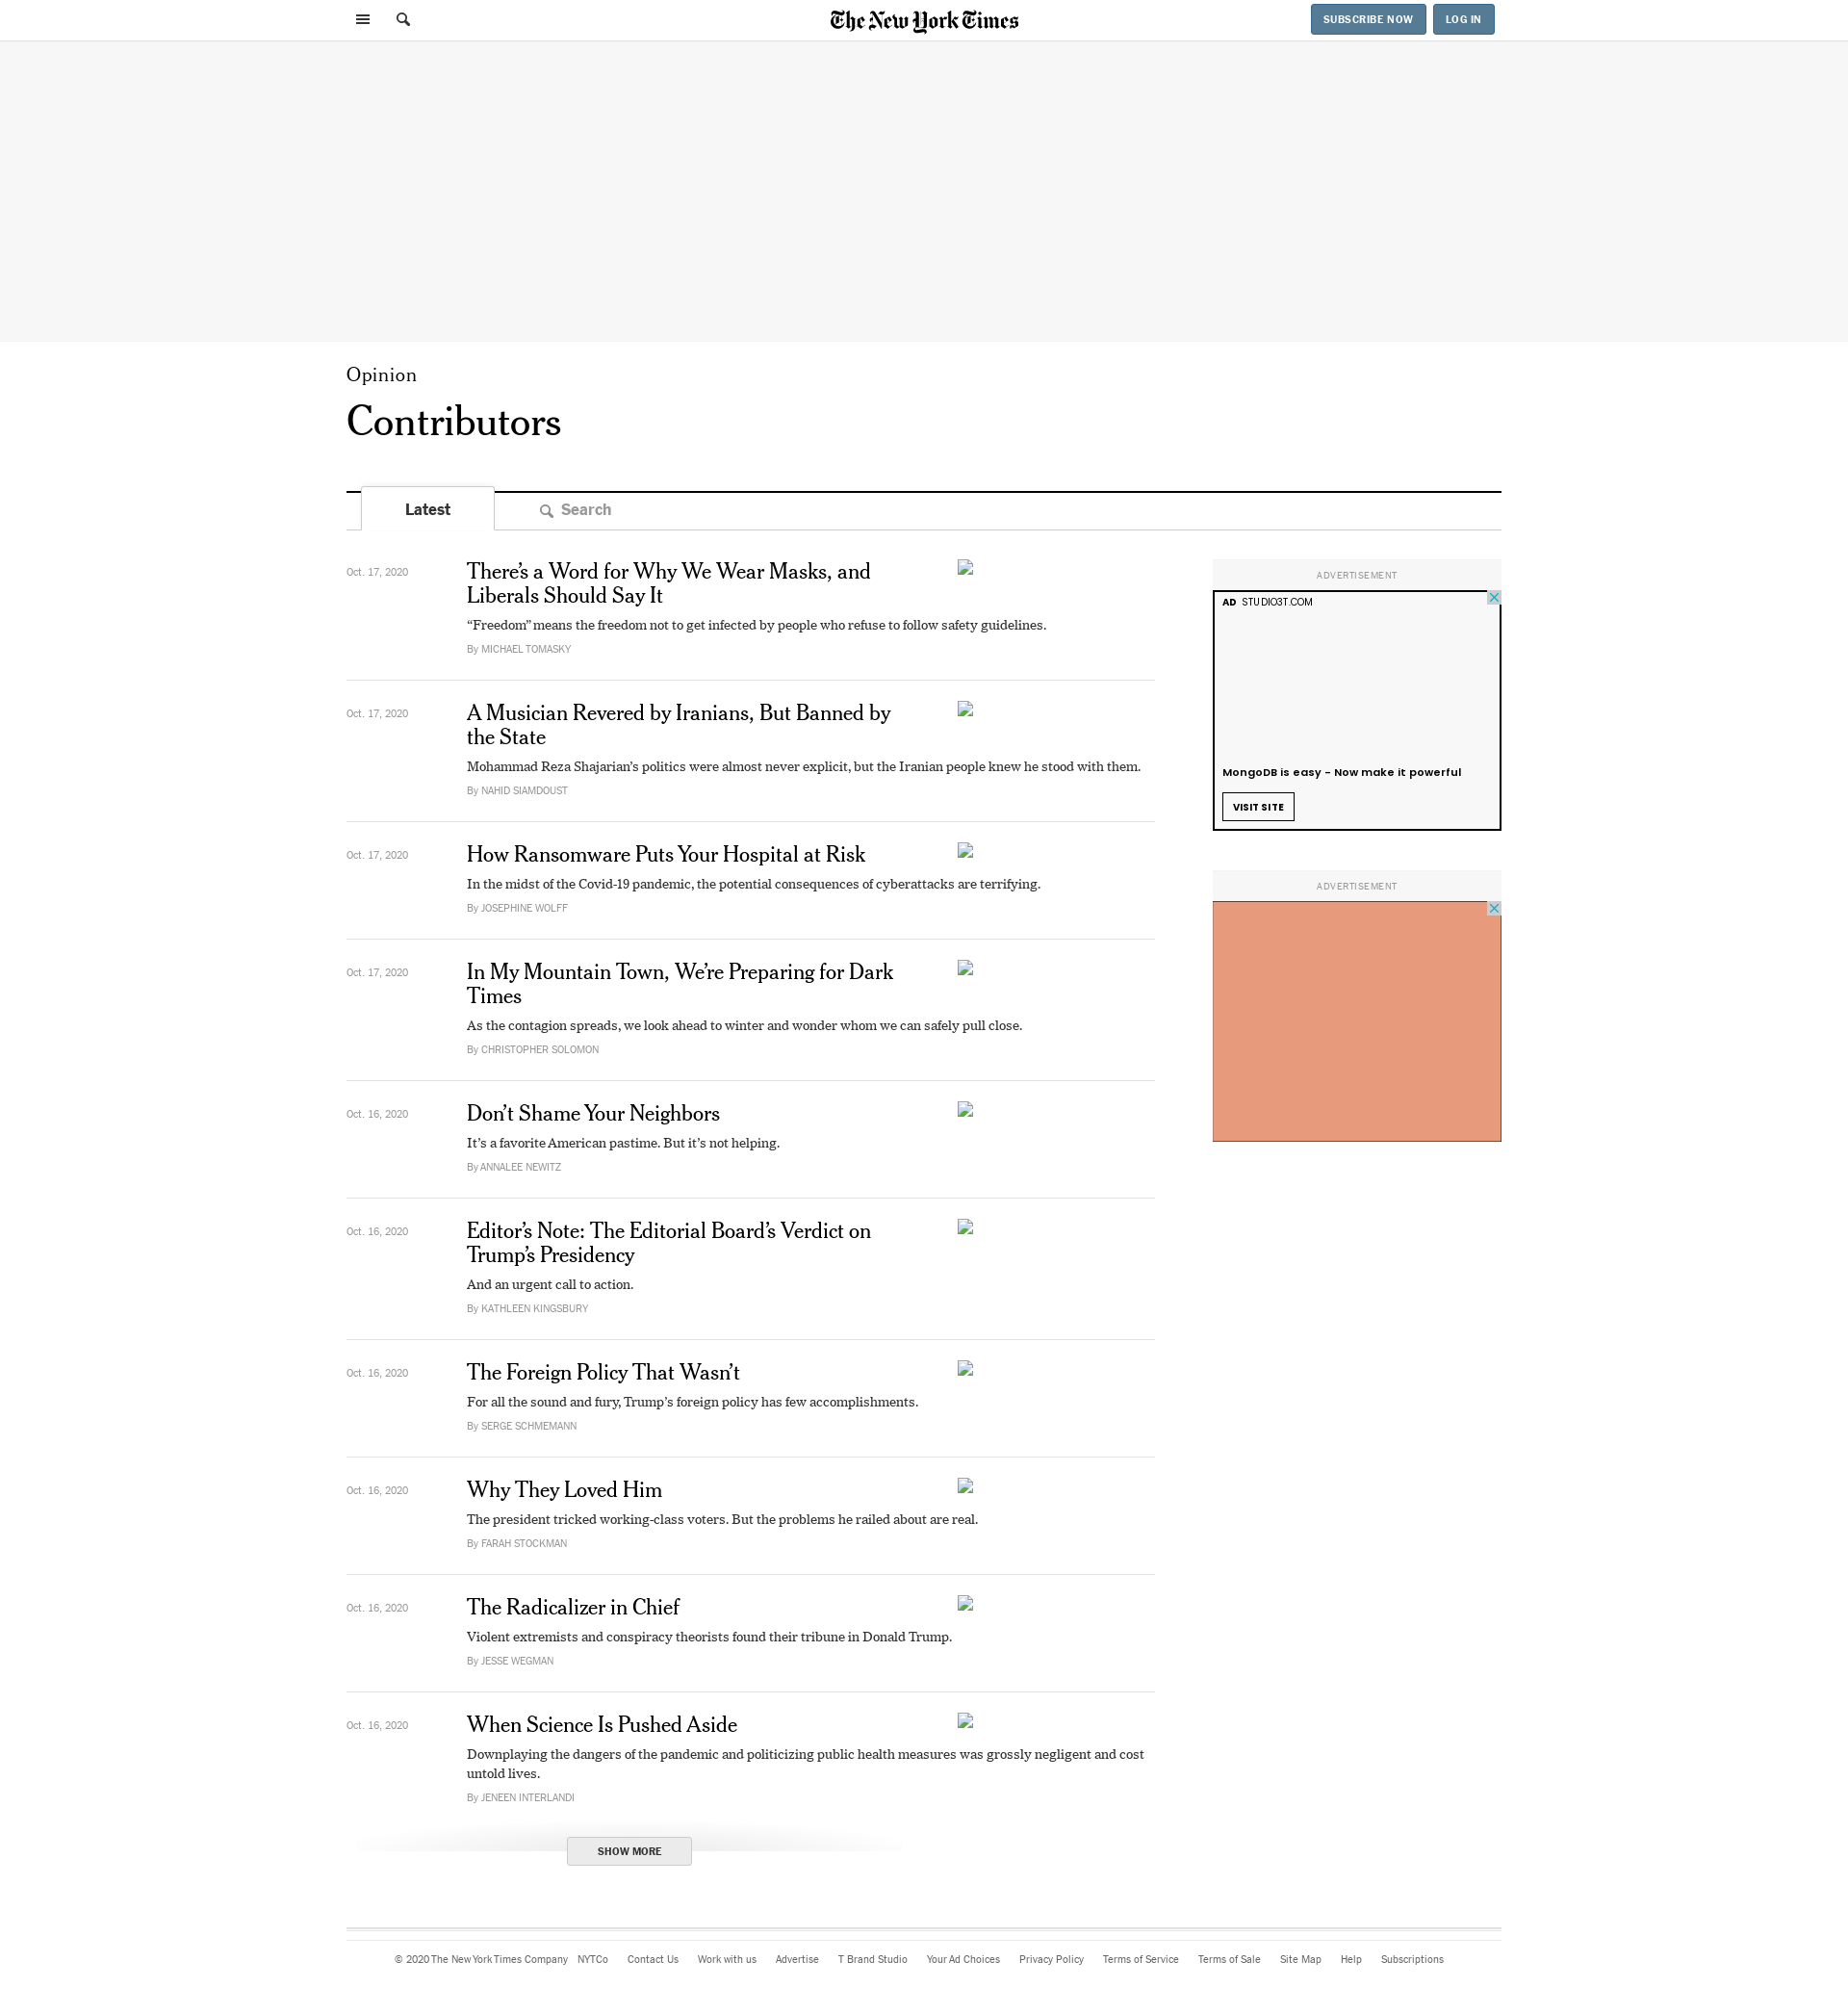 The New York Times
SUBSCRIBE NOW
LOG IN
Opinion
Contributors
Latest
Search
Oct. 17, 2020
There’s a Word for Why We Wear Masks, and
Liberals Should Say It
“Freedom” means the freedom not to get infected by people who refuse to follow safety guidelines.
By MICHAEL TOMASKY
Oct. 17, 2020
A Musician Revered by Iranians, But Banned by
the State
Mohammad Reza Shajarian’s politics were almost never explicit, but the Iranian people knew he stood with them.
By NAHID SIAMDOUST
Oct. 17, 2020
How Ransomware Puts Your Hospital at Risk
In the midst of the Covid-19 pandemic, the potential consequences of cyberattacks are terrifying.
By JOSEPHINE WOLFF
Oct. 17, 2020
In My Mountain Town, We’re Preparing for Dark
Times
As the contagion spreads, we look ahead to winter and wonder whom we can safely pull close.
By CHRISTOPHER SOLOMON
Oct. 16, 2020
Don’t Shame Your Neighbors
It’s a favorite American pastime. But it’s not helping.
By ANNALEE NEWITZ
Oct. 16, 2020
Editor’s Note: The Editorial Board’s Verdict on
Trump’s Presidency
And an urgent call to action.
By KATHLEEN KINGSBURY
Oct. 16, 2020
The Foreign Policy That Wasn’t
For all the sound and fury, Trump’s foreign policy has few accomplishments.
By SERGE SCHMEMANN
Oct. 16, 2020
Why They Loved Him
The president tricked working-class voters. But the problems he railed about are real.
By FARAH STOCKMAN
Oct. 16, 2020
The Radicalizer in Chief
Violent extremists and conspiracy theorists found their tribune in Donald Trump.
By JESSE WEGMAN
Oct. 16, 2020
When Science Is Pushed Aside
Downplaying the dangers of the pandemic and politicizing public health measures was grossly negligent and cost
untold lives.
By JENEEN INTERLANDI
SHOW MORE
ADVERTISEMENT
AD STUDIO3T.COM
MongoDB is easy - Now make it powerful
VISIT SITE
ADVERTISEMENT
© 2020 The New York Times Company NYTCo Contact Us Work with us Advertise T Brand Studio Your Ad Choices Privacy Policy Terms of Service Terms of Sale Site Map Help Subscriptions